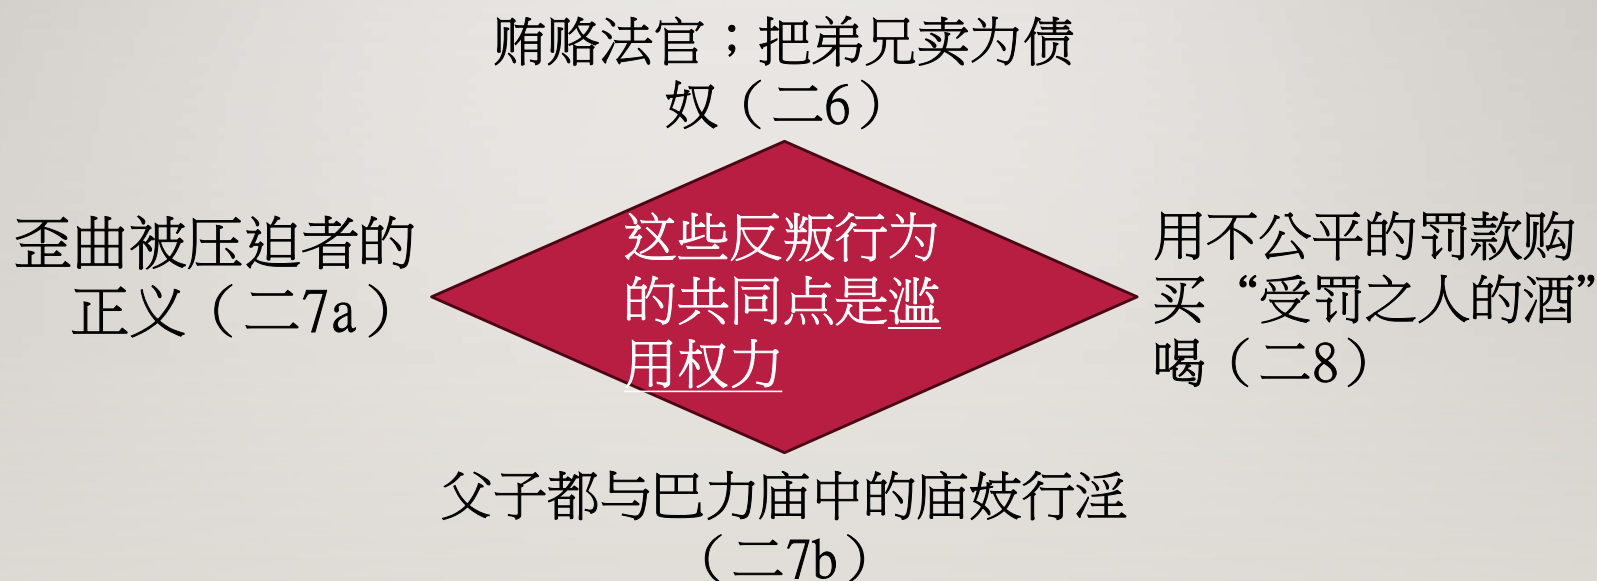 贿赂法官；把弟兄卖为债
奴（二6）
歪曲被压迫者的
正义（二7a）
这些反叛行为
的共同点是滥
用权力
用不公平的罚款购
买“受罚之人的酒”
喝（二8）
父子都与巴力庙中的庙妓行淫
（二7b）